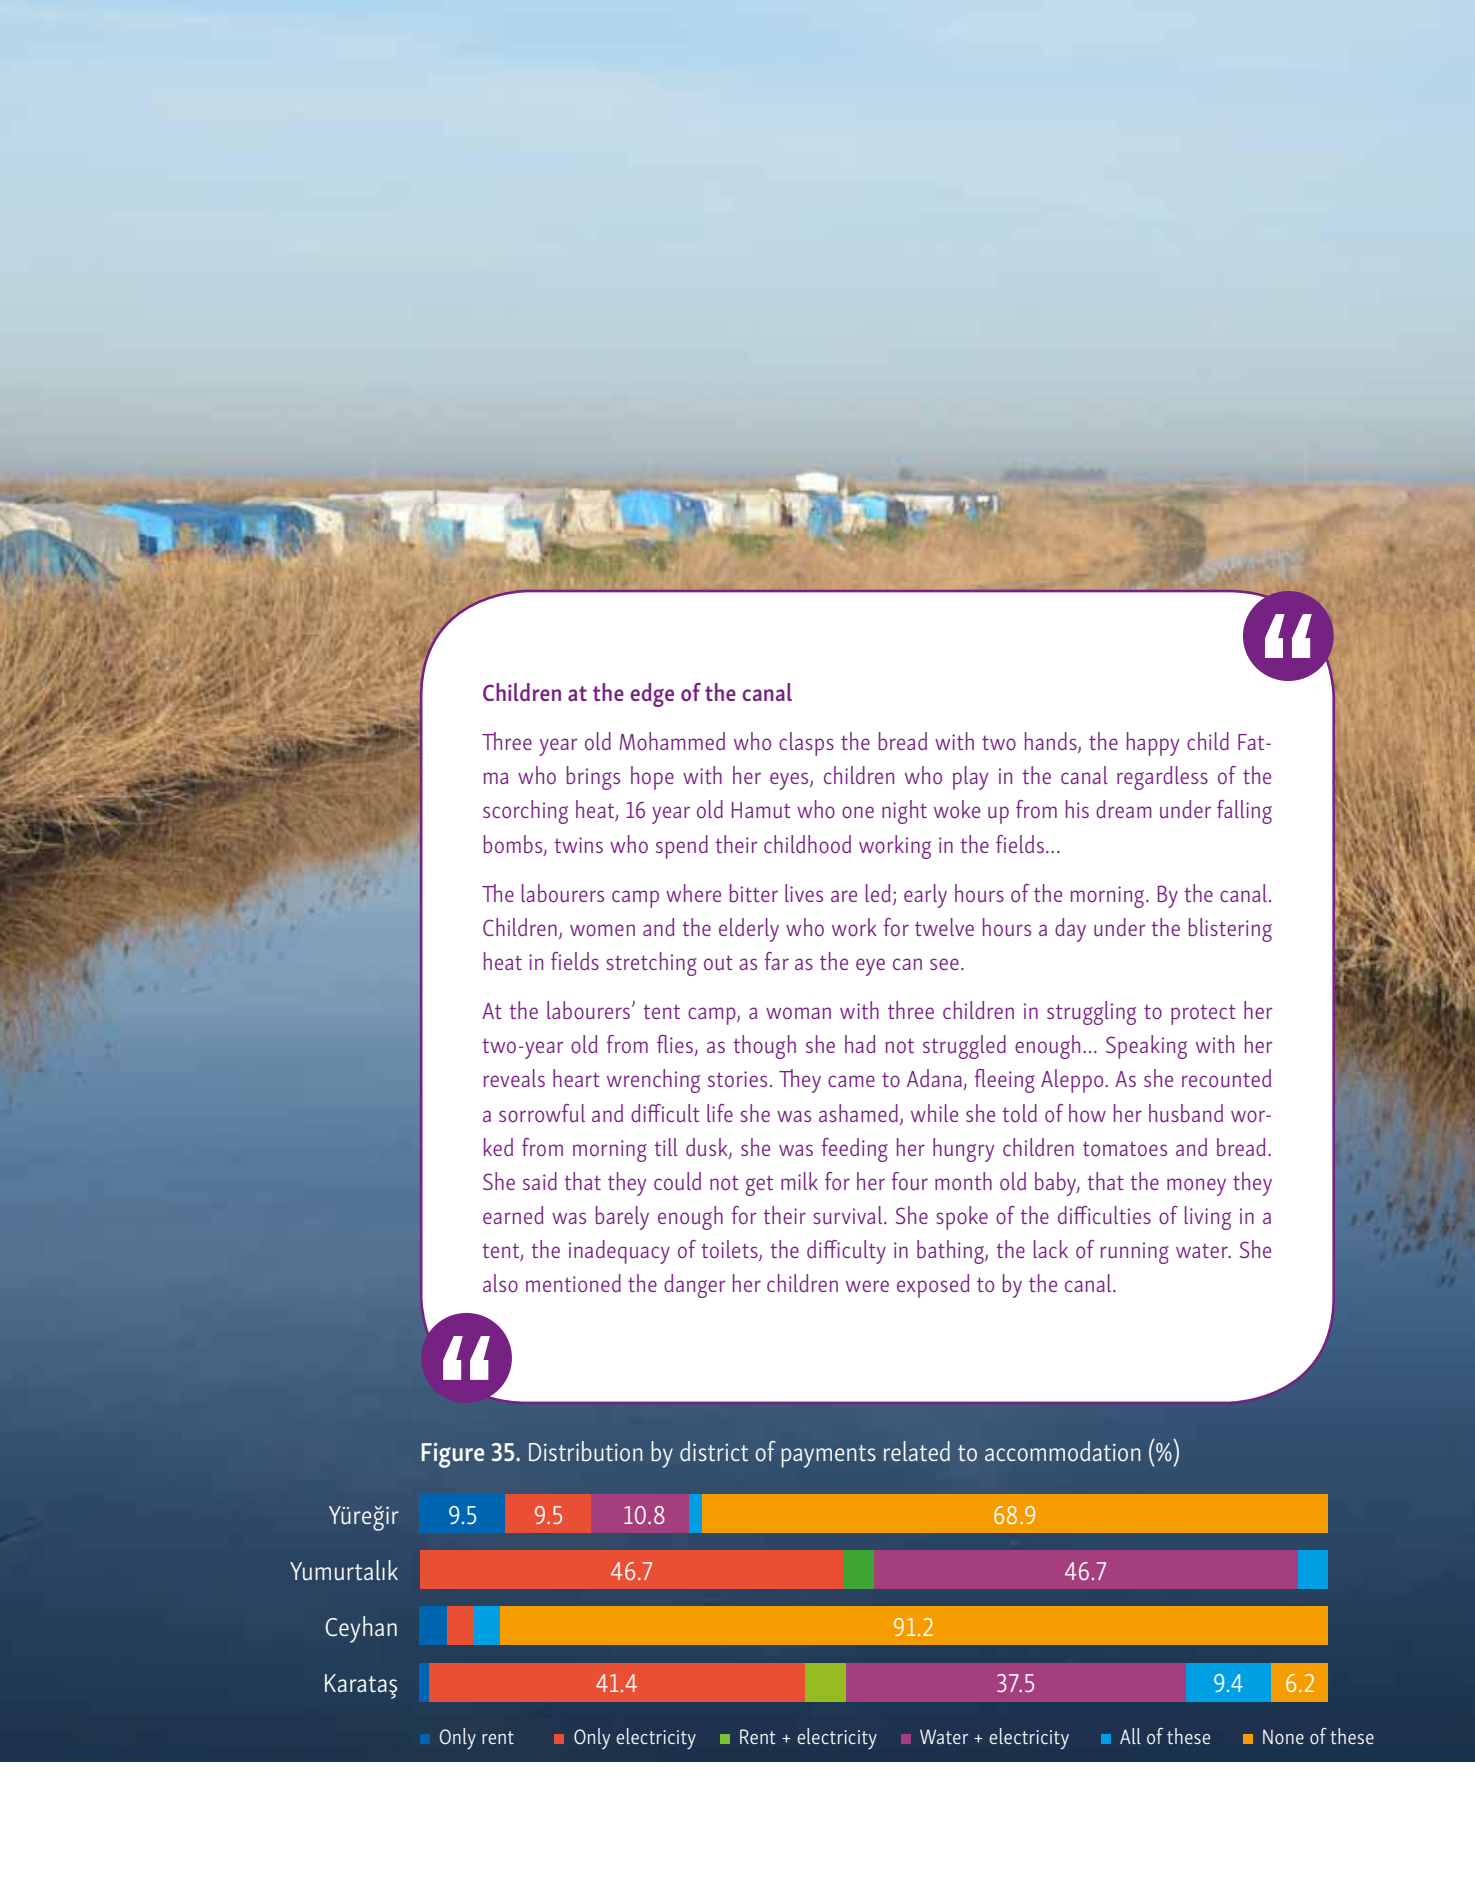 “
Children at the edge of the canal
Three year old Mohammed who clasps the bread with two hands, the happy child Fat-
ma who brings hope with her eyes, children who play in the canal regardless of the
scorching heat, 16 year old Hamut who one night woke up from his dream under falling
bombs, twins who spend their childhood working in the fields...
The labourers camp where bitter lives are led; early hours of the morning. By the canal.
Children, women and the elderly who work for twelve hours a day under the blistering
heat in fields stretching out as far as the eye can see.
At the labourers’ tent camp, a woman with three children in struggling to protect her
two-year old from flies, as though she had not struggled enough... Speaking with her
reveals heart wrenching stories. They came to Adana, fleeing Aleppo. As she recounted
a sorrowful and difficult life she was ashamed, while she told of how her husband wor-
ked from morning till dusk, she was feeding her hungry children tomatoes and bread.
She said that they could not get milk for her four month old baby, that the money they
earned was barely enough for their survival. She spoke of the difficulties of living in a
tent, the inadequacy of toilets, the difficulty in bathing, the lack of running water. She
also mentioned the danger her children were exposed to by the canal.
“
Figure 35. Distribution by district of payments related to accommodation (%)
Yüreğir 9.5 9.5 10.8 68.9
Yumurtalık 46.7 46.7
Ceyhan 91.2
Karataş 41.4 37.5 9.4 6.2
Only rent Only electricity Rent + electricity Water + electricity All of these None of these